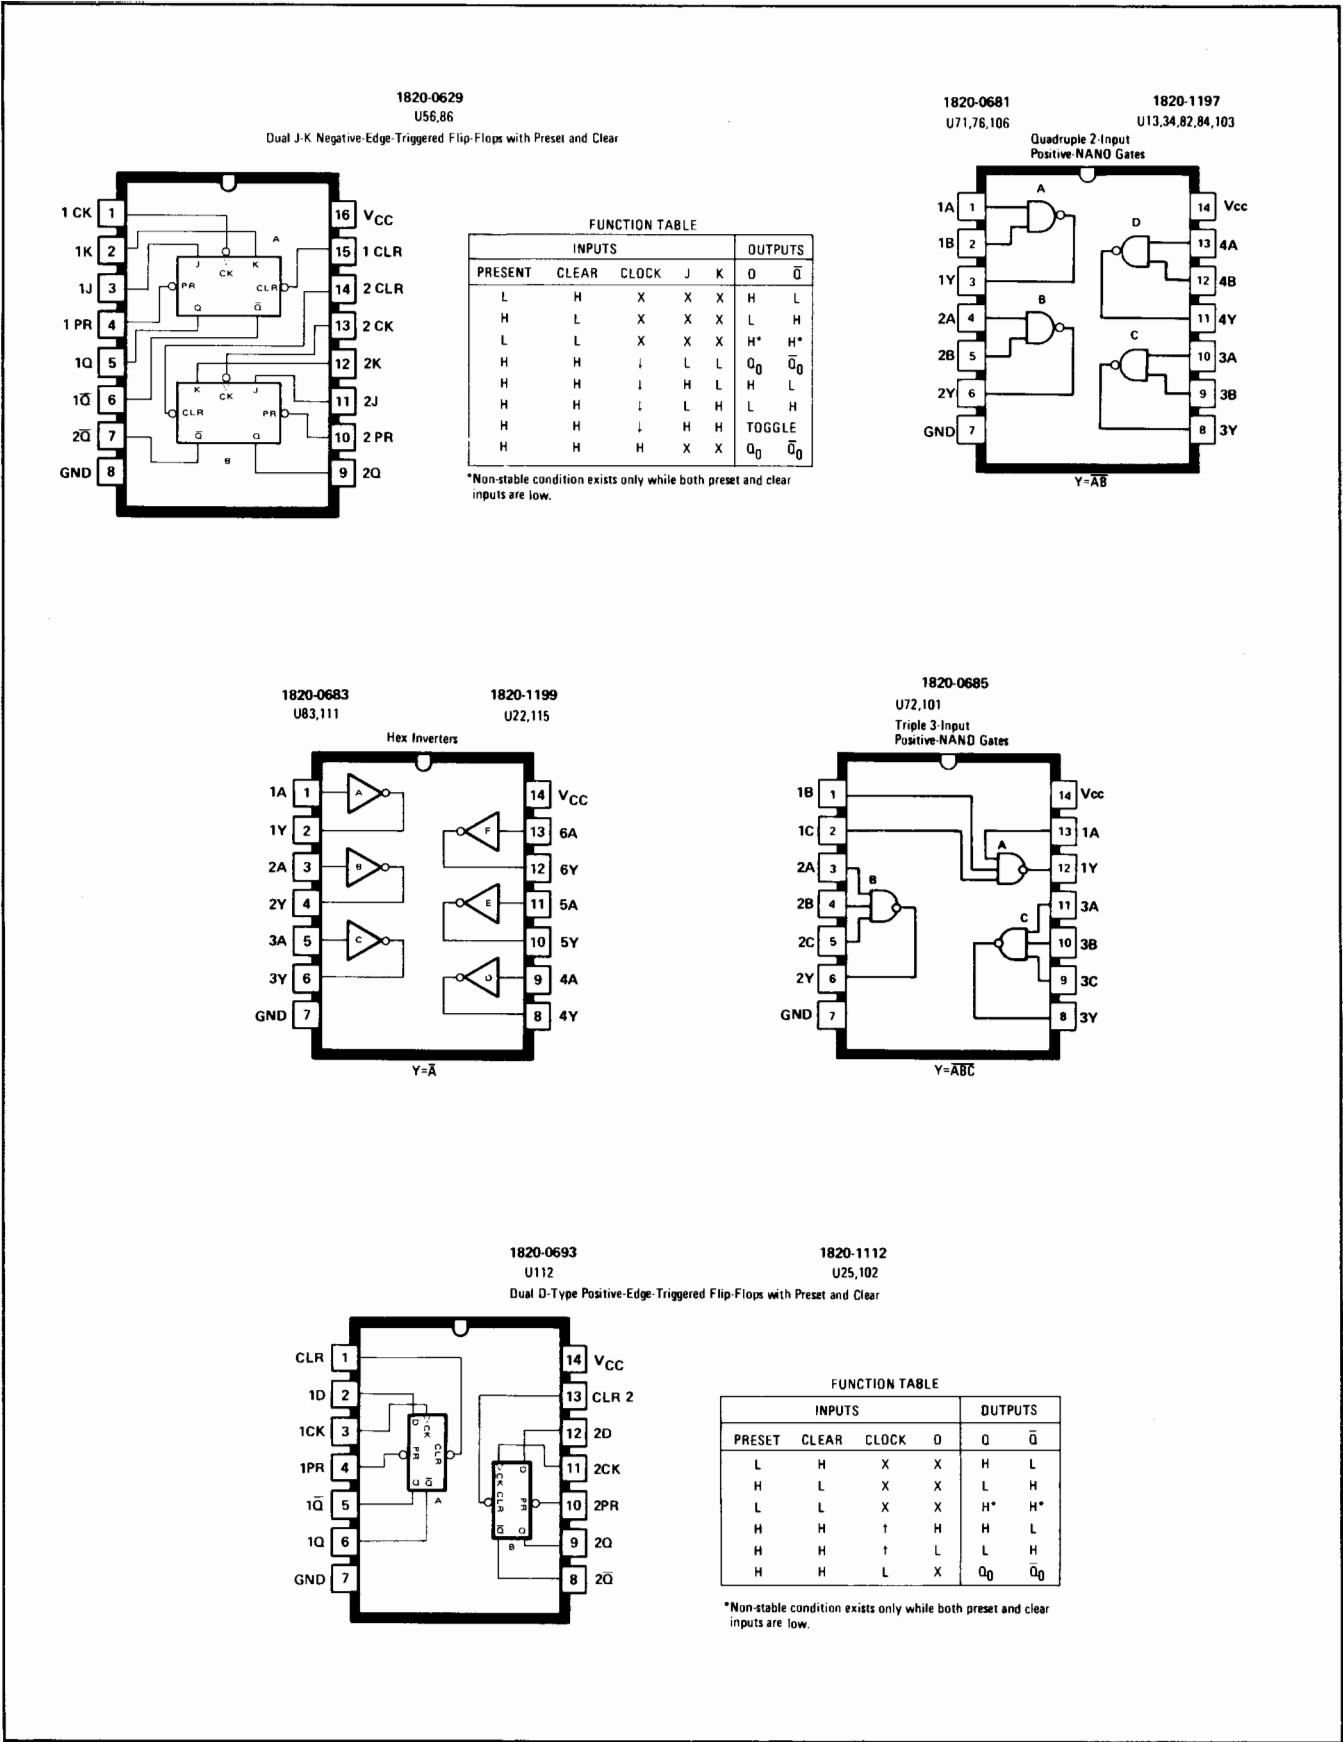 1820-0629
U56,86
Dual J-K Negative-Edge-Triggered Flip-Flops with Preset and Clear
1 CK 1
1K 2
1J 3
1 PR 4
1Q 5
1Q̅ 6
2Q̅ 7
GND 8
16 VCC
15 1 CLR
14 2 CLR
13 2 CK
12 2K
11 2J
10 2 PR
9 2Q
A
J CK K
PR CLR
Q Q̅
K CK J
CLR PR
Q̅ Q
B
FUNCTION TABLE
INPUTS OUTPUTS
PRESENT CLEAR CLOCK J K Q Q̅
L H X X X H L
H L X X X L H
L L X X X H* H*
H H ↓ L L Q0 Q̅0
H H ↓ H L H L
H H ↓ L H L H
H H ↓ H H TOGGLE
H H H X X Q0 Q̅0
*Non-stable condition exists only while both preset and clear
inputs are low.
1820-0681 1820-1197
U71,76,106 U13,34,82,84,103
Quadruple 2-Input
Positive-NAND Gates
1A 1
1B 2
1Y 3
2A 4
2B 5
2Y 6
GND 7
14 Vcc
13 4A
12 4B
11 4Y
10 3A
9 3B
8 3Y
A
D
B
C
Y=A̅B̅
1820-0683 1820-1199
U83,111 U22,115
Hex Inverters
1A 1
1Y 2
2A 3
2Y 4
3A 5
3Y 6
GND 7
14 VCC
13 6A
12 6Y
11 5A
10 5Y
9 4A
8 4Y
A
F
B
E
C
D
Y=A̅
1820-0685
U72,101
Triple 3-Input
Positive-NAND Gates
1B 1
1C 2
2A 3
2B 4
2C 5
2Y 6
GND 7
14 Vcc
13 1A
12 1Y
11 3A
10 3B
9 3C
8 3Y
A
B
C
Y=A̅B̅C̅
1820-0693 1820-1112
U112 U25,102
Dual D-Type Positive-Edge-Triggered Flip-Flops with Preset and Clear
CLR 1
1D 2
1CK 3
1PR 4
1Q̅ 5
1Q 6
GND 7
14 VCC
13 CLR 2
12 2D
11 2CK
10 2PR
9 2Q
8 2Q̅
D CK
PR CLR
Q Q̅
A
CK D
CLR PR
Q̅ Q
B
FUNCTION TABLE
INPUTS OUTPUTS
PRESET CLEAR CLOCK D Q Q̅
L H X X H L
H L X X L H
L L X X H* H*
H H ↑ H H L
H H ↑ L L H
H H L X Q0 Q̅0
*Non-stable condition exists only while both preset and clear
inputs are low.